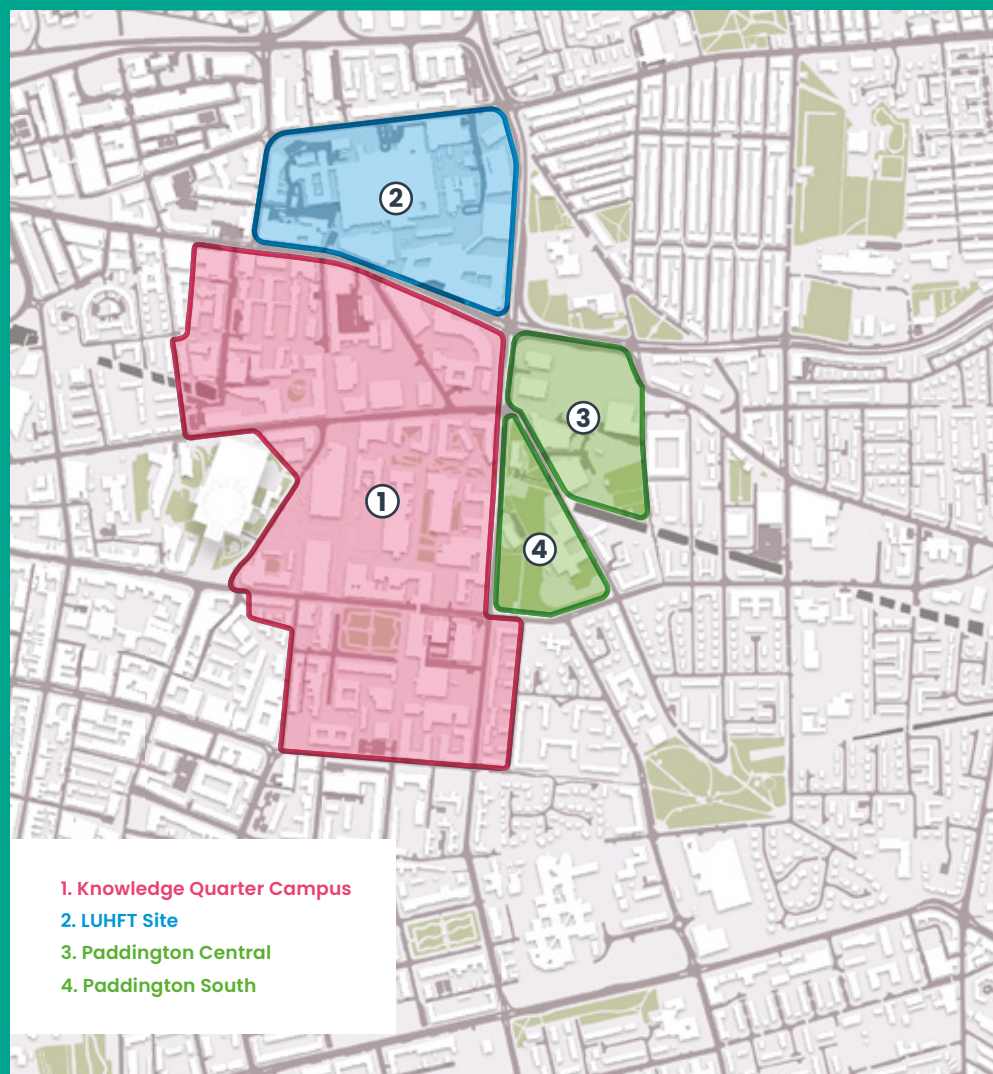 2
3
1
4
1. Knowledge Quarter Campus
2. LUHFT Site
3. Paddington Central
4. Paddington South